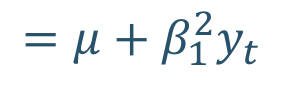 = μ + β₁²yₜ